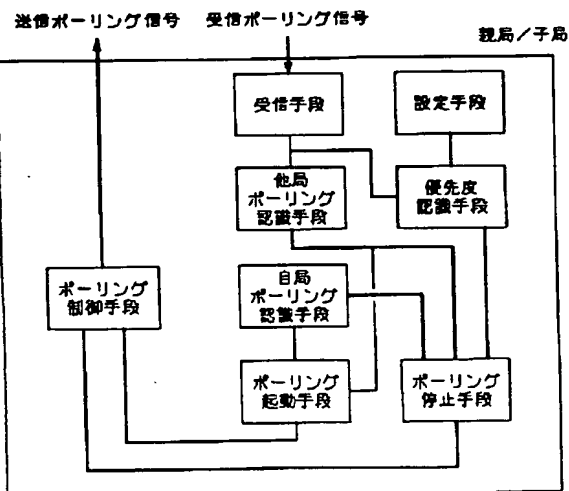 送信ポーリング信号 受信ポーリング信号
親局／子局
受信手段
設定手段
他局
ポーリング
認識手段
優先度
認識手段
自局
ポーリング
認識手段
ポーリング
制御手段
ポーリング
起動手段
ポーリング
停止手段